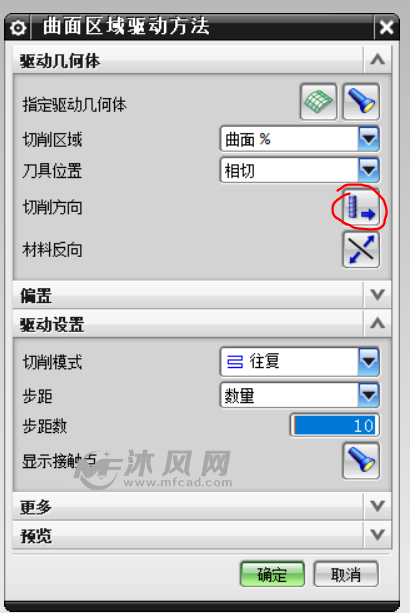 曲面区域驱动方法
驱动几何体
指定驱动几何体
切削区域 曲面 %
刀具位置 相切
切削方向
材料反向
偏置
驱动设置
切削模式 往复
步距 数量
步距数 10
显示接触点
沐风网
www.mfcad.com
更多
预览
确定 取消